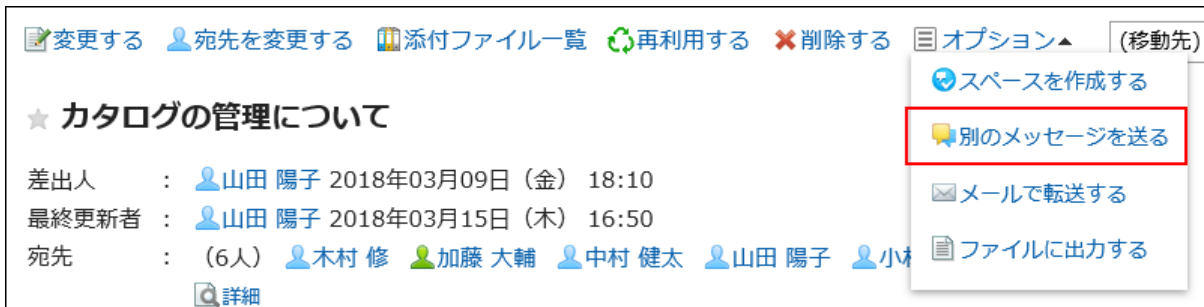 変更する 宛先を変更する 添付ファイル一覧 再利用する 削除する オプション▲ (移動先)
スペースを作成する
別のメッセージを送る
メールで転送する
ファイルに出力する
カタログの管理について
差出人 : 山田 陽子 2018年03月09日（金） 18:10
最終更新者 : 山田 陽子 2018年03月15日（木） 16:50
宛先 : （6人） 木村 修 加藤 大輔 中村 健太 山田 陽子 小
詳細